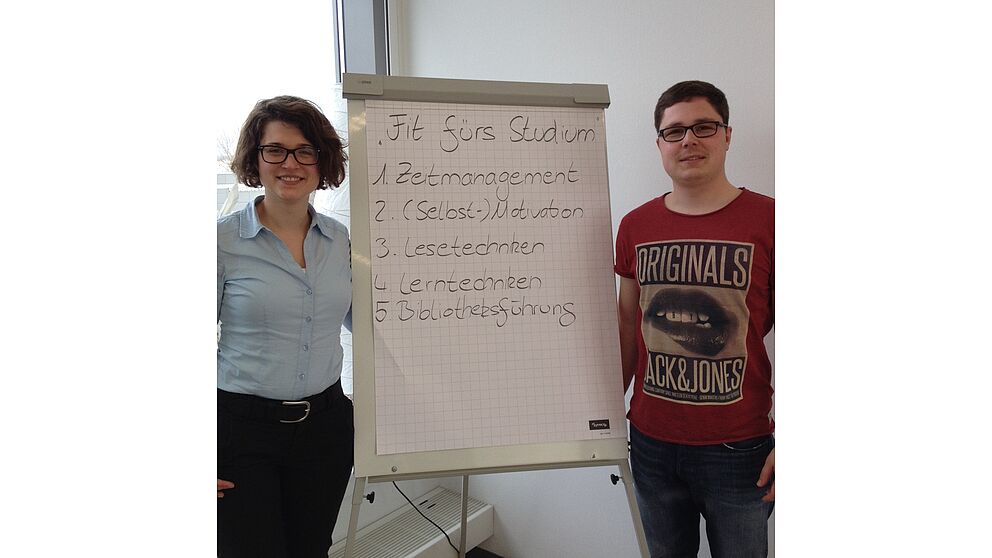 Fit fürs Studium
1. Zeitmanagement
2. (Selbst-) Motivation
3. Lesetechniken
4. Lerntechniken
5. Bibliotheksführung
ORIGINALS
JACK&JONES